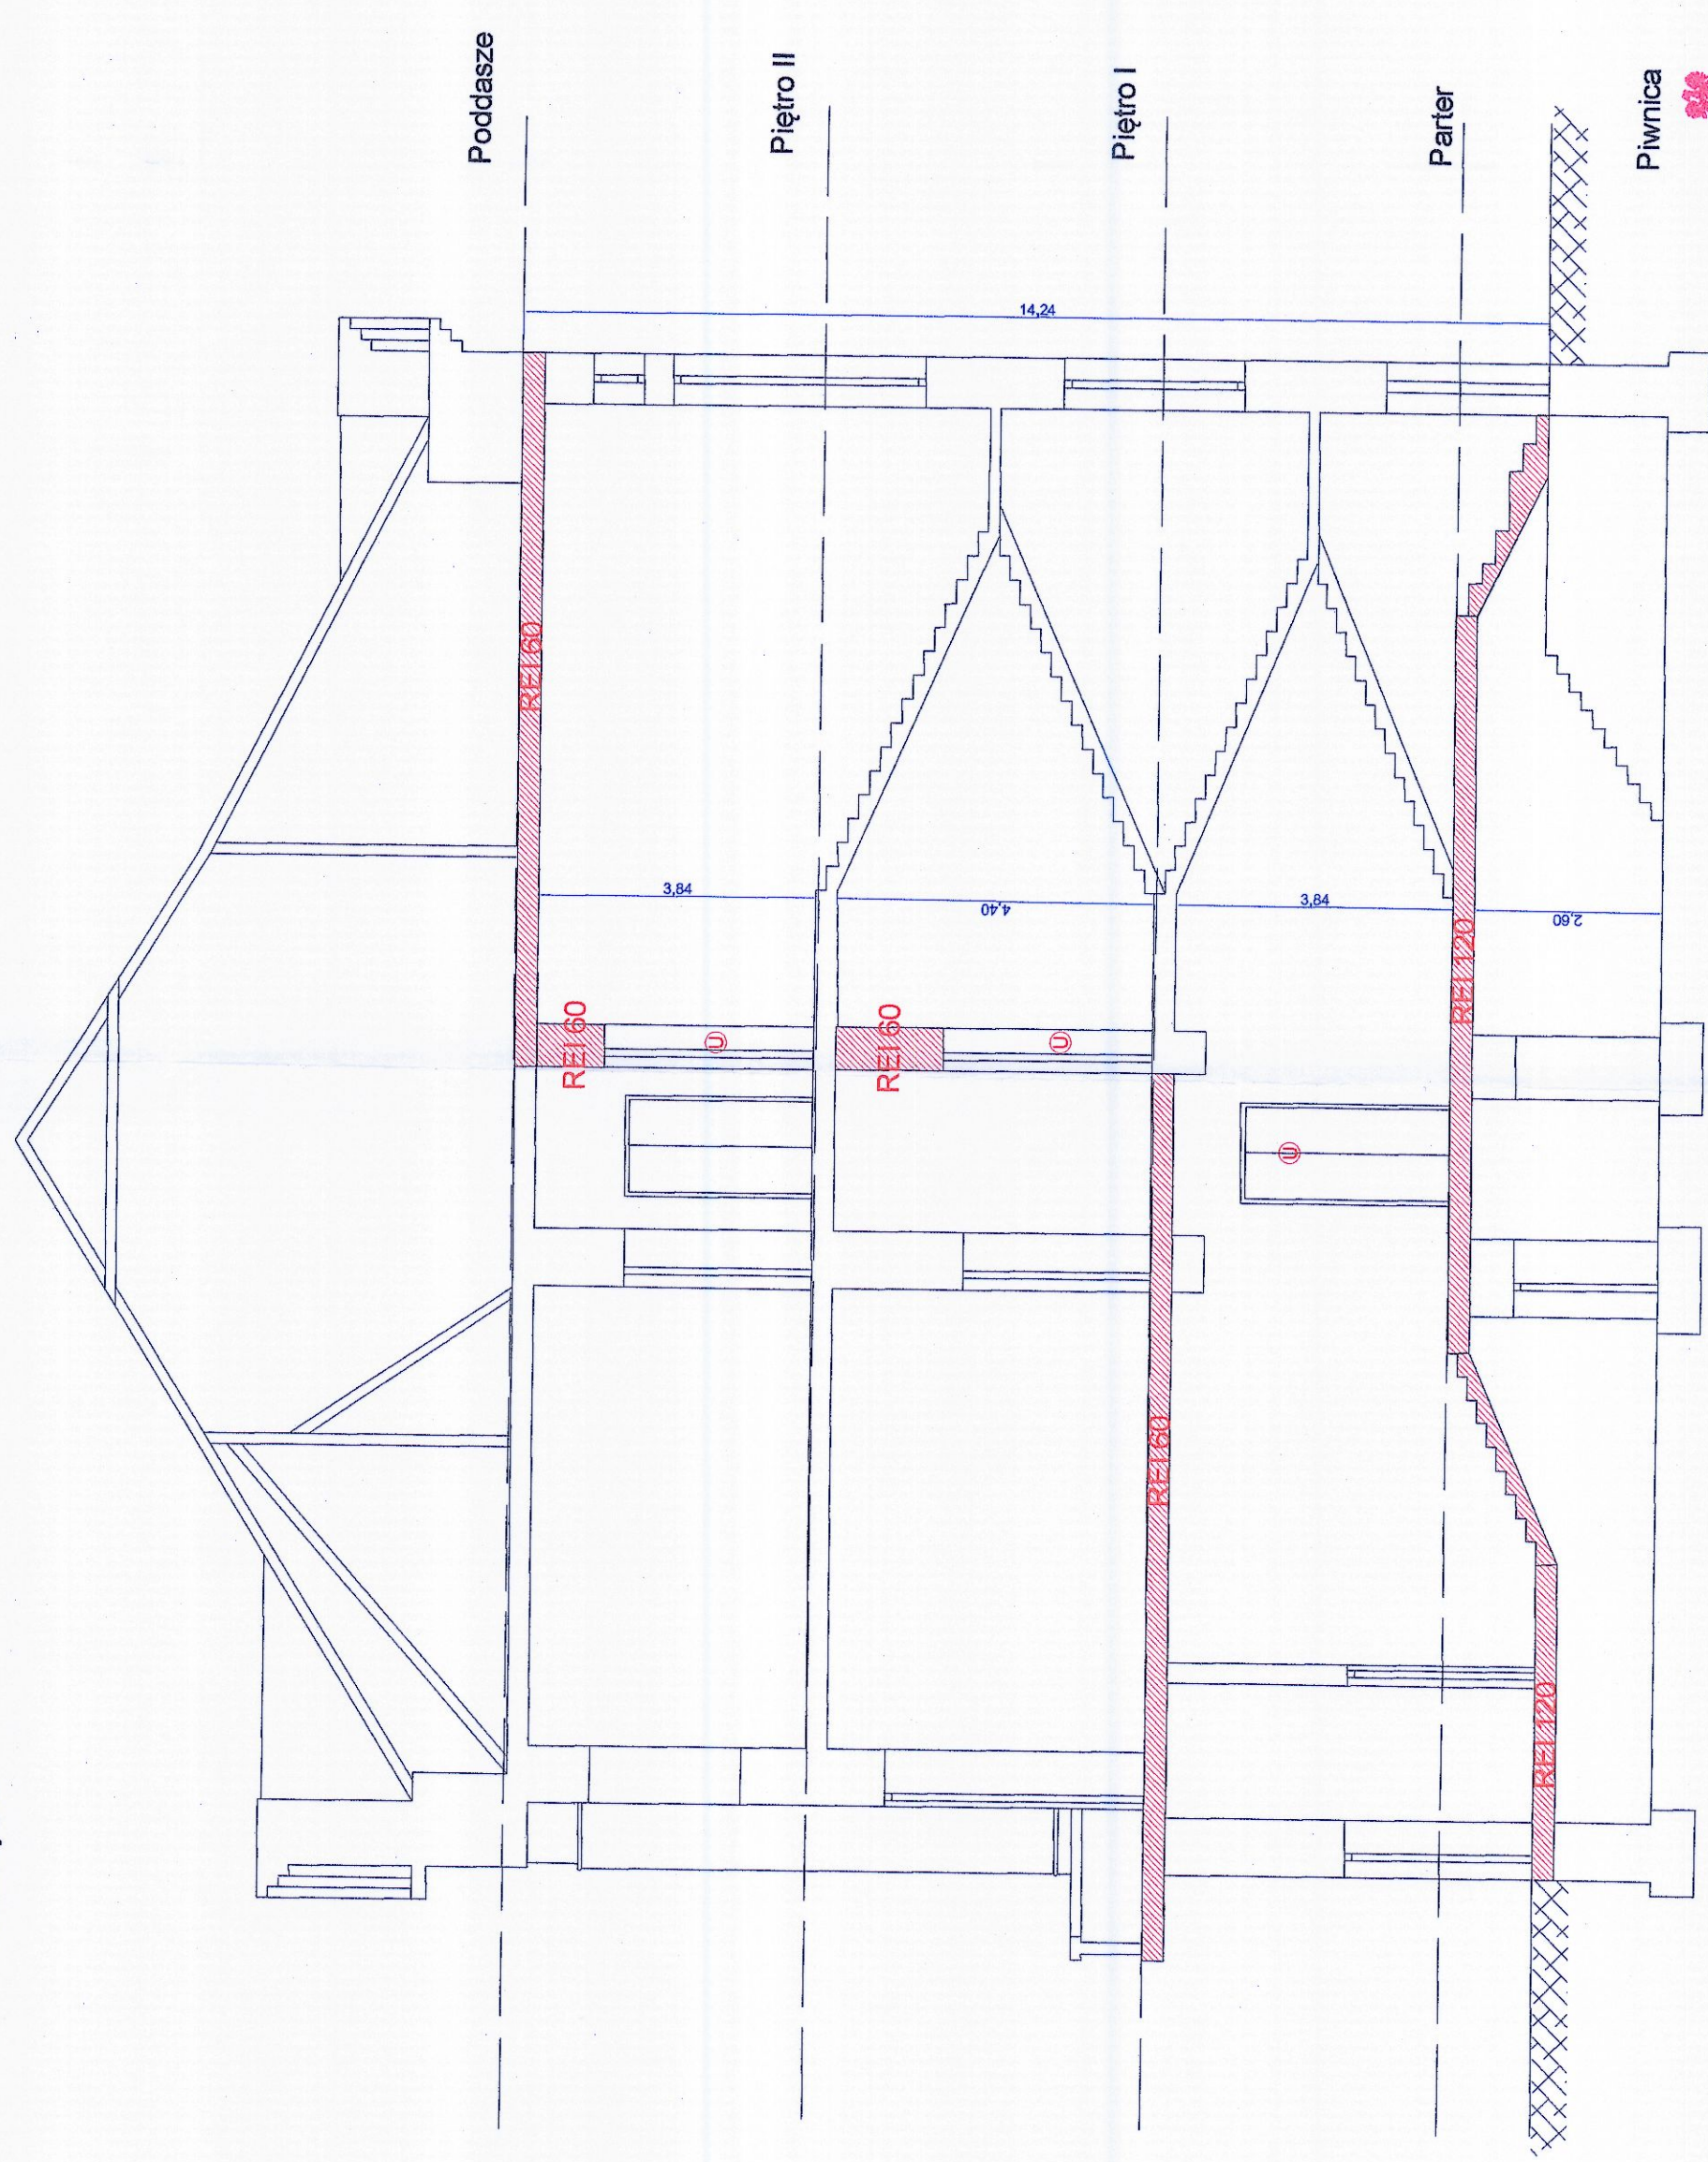 Poddasze
Piętro II
Piętro I
Parter
Piwnica
14,24
REI 60
3,84
4,40
3,84
2,60
REI 120
REI 60
REI 60
U
U
U
REI 60
REI 120